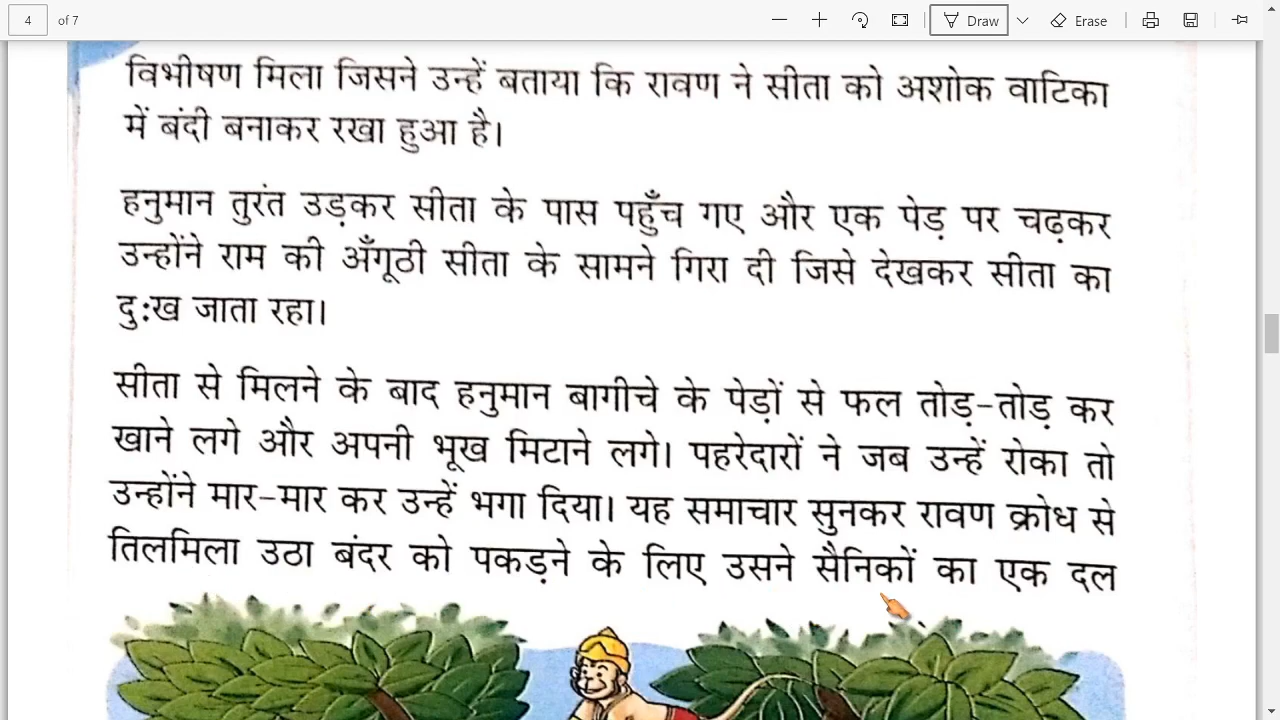 4 of 7 Draw Erase
विभीषण मिला जिसने उन्हें बताया कि रावण ने सीता को अशोक वाटिका
में बंदी बनाकर रखा हुआ है।
हनुमान तुरंत उड़कर सीता के पास पहुँच गए और एक पेड़ पर चढ़कर
उन्होंने राम की अँगूठी सीता के सामने गिरा दी जिसे देखकर सीता का
दुःख जाता रहा।
सीता से मिलने के बाद हनुमान बागीचे के पेड़ों से फल तोड़-तोड़ कर
खाने लगे और अपनी भूख मिटाने लगे। पहरेदारों ने जब उन्हें रोका तो
उन्होंने मार-मार कर उन्हें भगा दिया। यह समाचार सुनकर रावण क्रोध से
तिलमिला उठा बंदर को पकड़ने के लिए उसने सैनिकों का एक दल